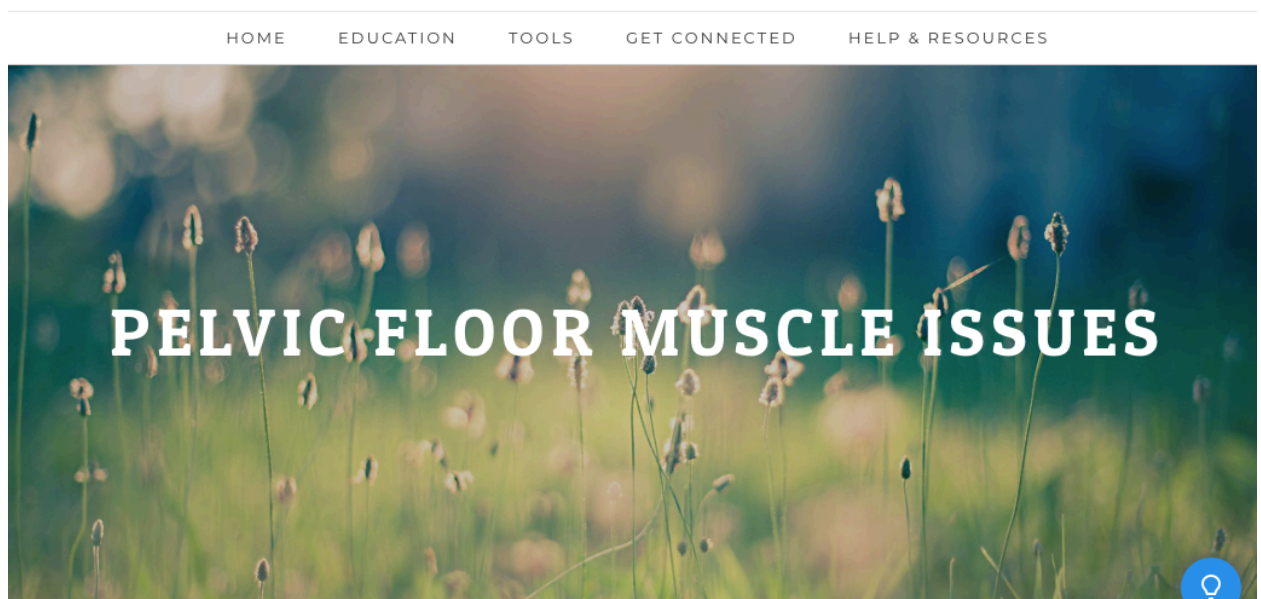 HOME EDUCATION TOOLS GET CONNECTED HELP & RESOURCES
PELVIC FLOOR MUSCLE ISSUES